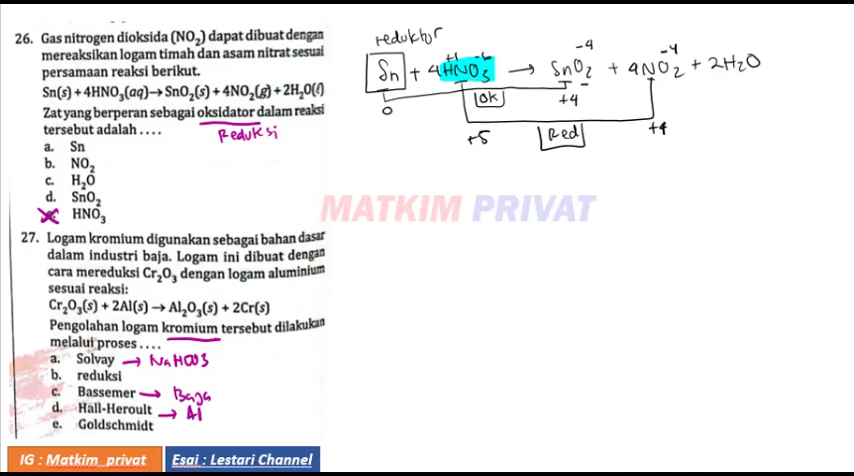 26. Gas nitrogen dioksida (NO₂) dapat dibuat dengan
mereaksikan logam timah dan asam nitrat sesuai
persamaan reaksi berikut.
Sn(s) + 4HNO₃(aq) → SnO₂(s) + 4NO₂(g) + 2H₂O(l)
Zat yang berperan sebagai oksidator dalam reaksi
tersebut adalah . . . .
Reduksi
a. Sn
b. NO₂
c. H₂O
d. SnO₂
HNO₃
27. Logam kromium digunakan sebagai bahan dasar
dalam industri baja. Logam ini dibuat dengan
cara mereduksi Cr₂O₃ dengan logam aluminium
sesuai reaksi:
Cr₂O₃(s) + 2Al(s) → Al₂O₃(s) + 2Cr(s)
Pengolahan logam kromium tersebut dilakukan
melalui proses . . . .
a. Solvay → NaHCO3
b. reduksi
c. Bassemer → Baja
d. Hall-Heroult → Al
e. Goldschmidt
reduktor
+1 -6 -4 -4
Sn + 4HNO₃ → SnO₂ + 4NO₂ + 2H₂O
0 Ok +4
+5 Red +4
MATKIM PRIVAT
IG : Matkim_privat Esai : Lestari Channel